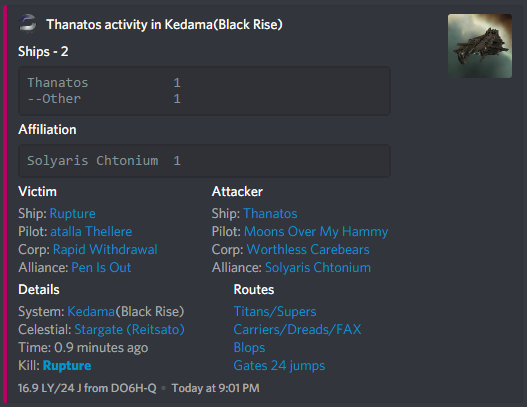 Thanatos activity in Kedama(Black Rise)
Ships - 2
Thanatos 1
--Other 1
Affiliation
Solyaris Chtonium 1
Victim
Ship: Rupture
Pilot: atalla Thellere
Corp: Rapid Withdrawal
Alliance: Pen Is Out
Attacker
Ship: Thanatos
Pilot: Moons Over My Hammy
Corp: Worthless Carebears
Alliance: Solyaris Chtonium
Details
System: Kedama(Black Rise)
Celestial: Stargate (Reitsato)
Time: 0.9 minutes ago
Kill: Rupture
Routes
Titans/Supers
Carriers/Dreads/FAX
Blops
Gates 24 jumps
16.9 LY/24 J from DO6H-Q • Today at 9:01 PM